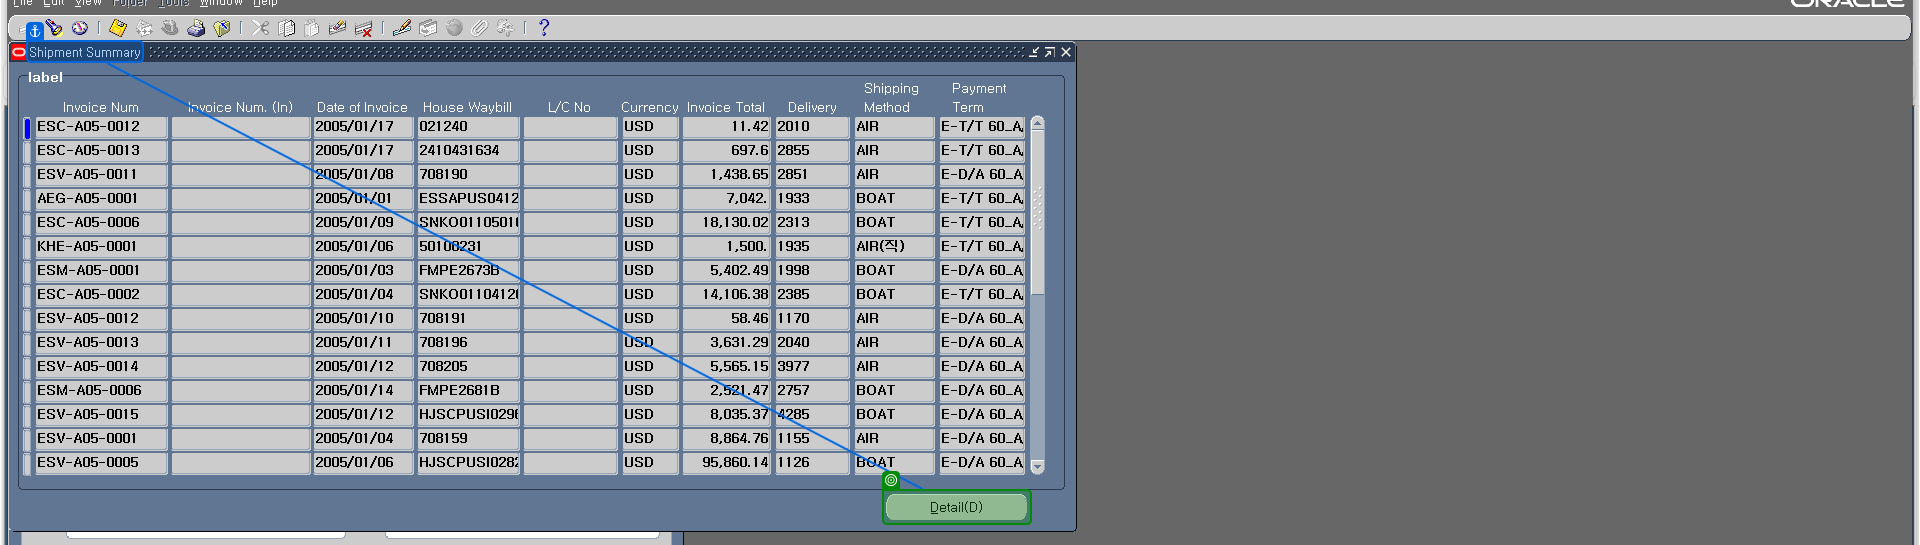 File Edit View Folder Tools Window Help
ORACLE
Shipment Summary
label
Shipping Payment
Invoice Num Invoice Num. (In) Date of Invoice House Waybill L/C No Currency Invoice Total Delivery Method Term
ESC-A05-0012 2005/01/17 021240 USD 11.42 2010 AIR E-T/T 60_A
ESC-A05-0013 2005/01/17 2410431634 USD 697.6 2855 AIR E-T/T 60_A
ESV-A05-0011 2005/01/08 708190 USD 1,438.65 2851 AIR E-D/A 60_A
AEG-A05-0001 2005/01/01 ESSAPUS0412 USD 7,042. 1933 BOAT E-T/T 60_A
ESC-A05-0006 2005/01/09 SNKO01105010 USD 18,130.02 2313 BOAT E-T/T 60_A
KHE-A05-0001 2005/01/06 50100231 USD 1,500. 1935 AIR(직) E-T/T 60_A
ESM-A05-0001 2005/01/03 FMPE2673B USD 5,402.49 1998 BOAT E-D/A 60_A
ESC-A05-0002 2005/01/04 SNKO01104120 USD 14,106.38 2385 BOAT E-T/T 60_A
ESV-A05-0012 2005/01/10 708191 USD 58.46 1170 AIR E-D/A 60_A
ESV-A05-0013 2005/01/11 708196 USD 3,631.29 2040 AIR E-D/A 60_A
ESV-A05-0014 2005/01/12 708205 USD 5,565.15 3977 AIR E-D/A 60_A
ESM-A05-0006 2005/01/14 FMPE2681B USD 2,521.47 2757 BOAT E-D/A 60_A
ESV-A05-0015 2005/01/12 HJSCPUSI0296 USD 8,035.37 4285 BOAT E-D/A 60_A
ESV-A05-0001 2005/01/04 708159 USD 8,864.76 1155 AIR E-D/A 60_A
ESV-A05-0005 2005/01/06 HJSCPUSI0282 USD 95,860.14 1126 BOAT E-D/A 60_A
Detail(D)